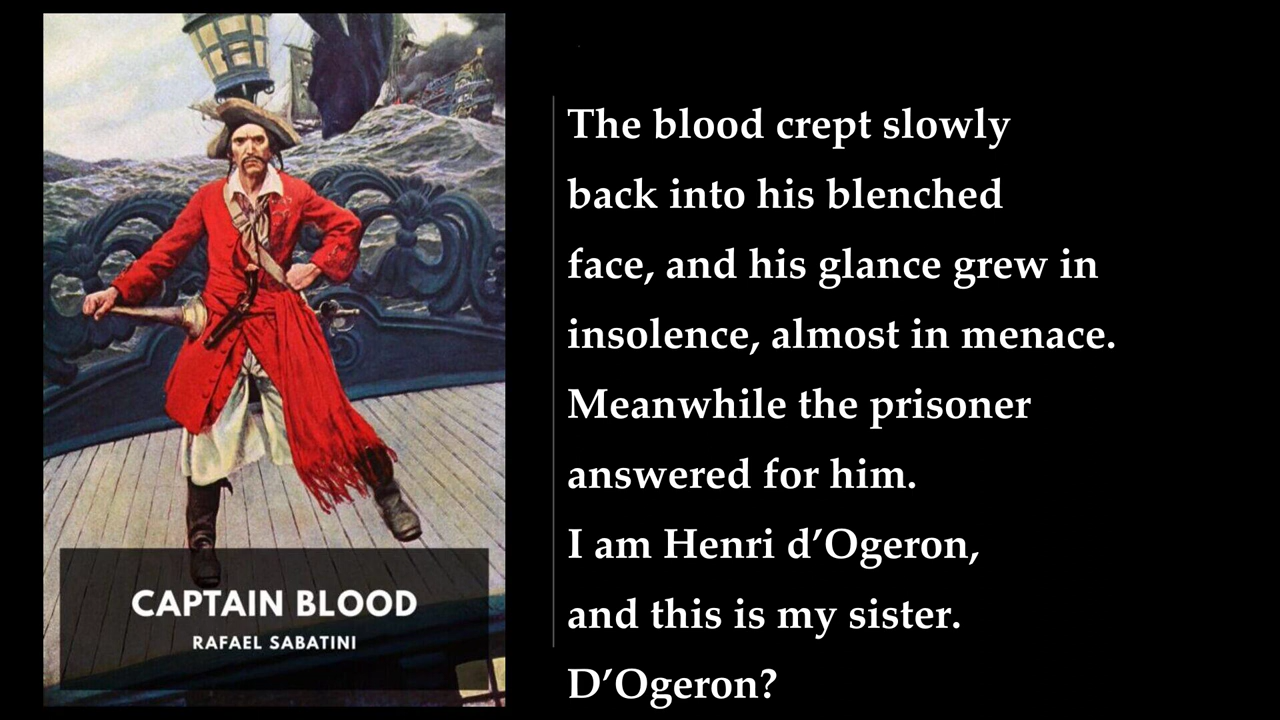 CAPTAIN BLOOD
RAFAEL SABATINI
The blood crept slowly
back into his blenched
face, and his glance grew in
insolence, almost in menace.
Meanwhile the prisoner
answered for him.
I am Henri d’Ogeron,
and this is my sister.
D’Ogeron?